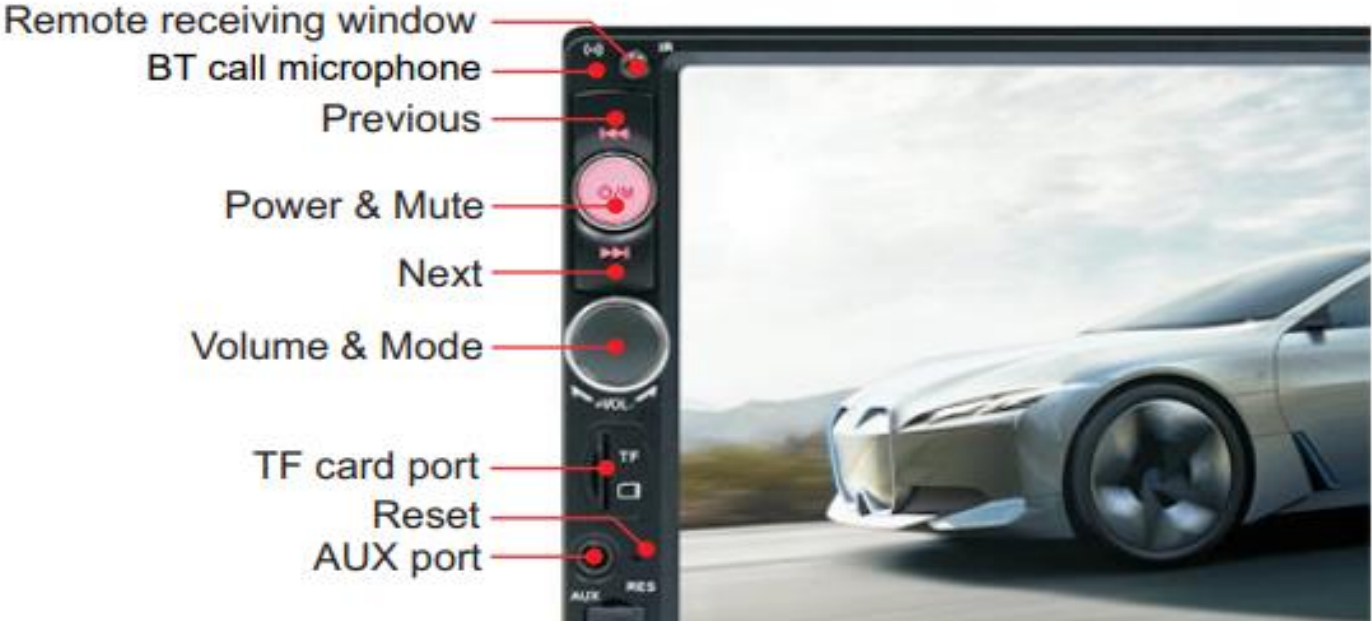 Remote receiving window
IR
BT call microphone
Previous
Power & Mute
⏻/M
Next
Volume & Mode
VOL
TF card port
TF
Reset
AUX port
AUX
RES